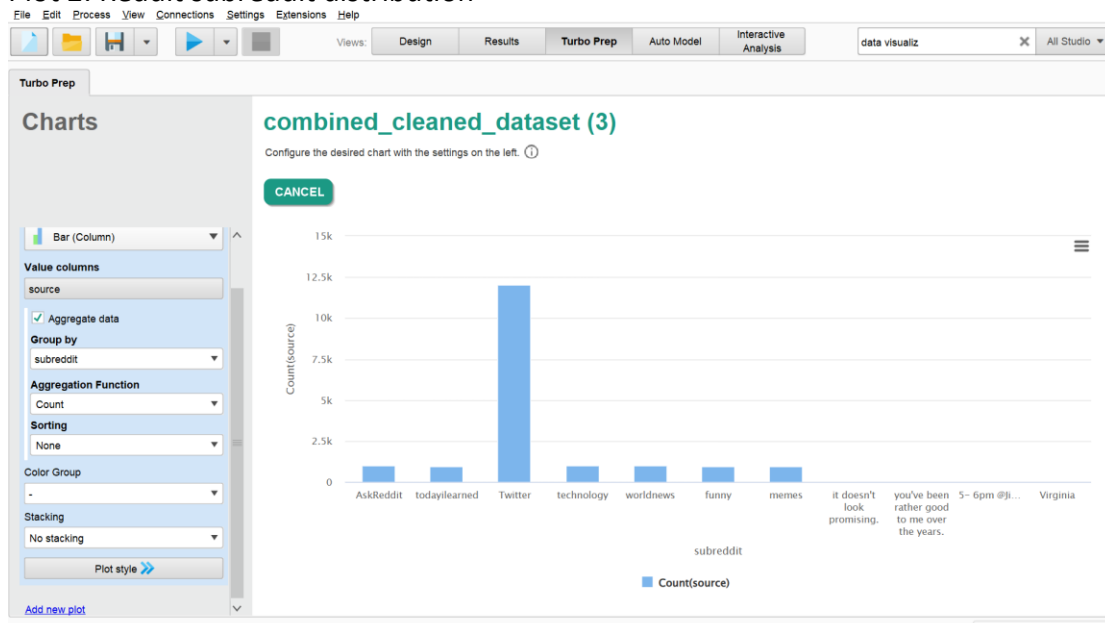 File Edit Process View Connections Settings Extensions Help
Views: Design Results Turbo Prep Auto Model Interactive Analysis data visualiz All Studio
Turbo Prep
Charts
combined_cleaned_dataset (3)
Configure the desired chart with the settings on the left.
CANCEL
Bar (Column)
Value columns
source
Aggregate data
Group by
subreddit
Aggregation Function
Count
Sorting
None
Color Group
-
Stacking
No stacking
Plot style
Add new plot
15k
12.5k
10k
7.5k
5k
2.5k
0
Count(source)
AskReddit todayilearned Twitter technology worldnews funny memes it doesn't look promising. you've been rather good to me over the years. 5– 6pm @Ji... Virginia
subreddit
Count(source)